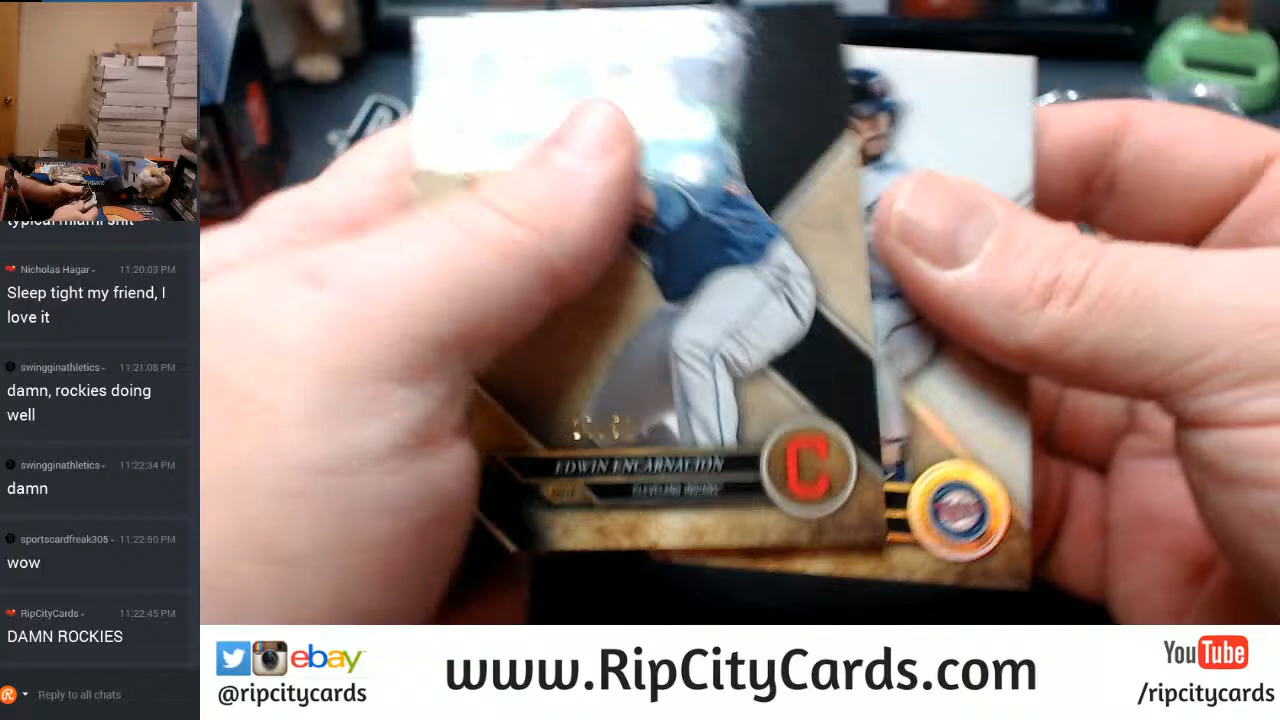 typical miami shit
Nicholas Hagar - 11:20:03 PM
Sleep tight my friend, I
love it
swingginathletics - 11:21:08 PM
damn, rockies doing
well
swingginathletics - 11:22:34 PM
damn
sportscardfreak305 - 11:22:50 PM
wow
RipCityCards - 11:22:45 PM
DAMN ROCKIES
Reply to all chats
EDWIN ENCARNACION
CLEVELAND INDIANS
C
ebay
@ripcitycards
www.RipCityCards.com
YouTube
/ripcitycards